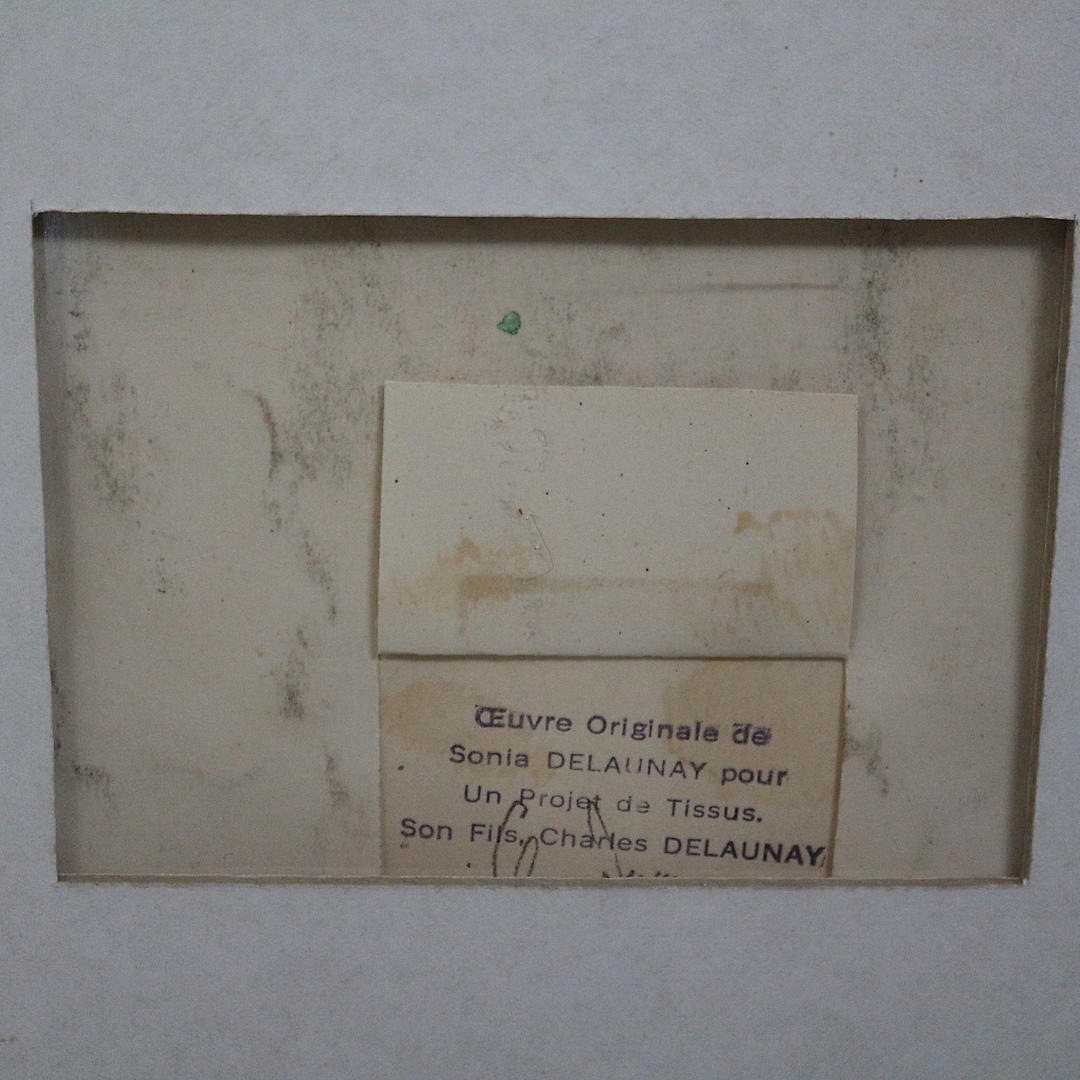 Œuvre Originale de
Sonia DELAUNAY pour
Un Projet de Tissus.
Son Fils, Charles DELAUNAY